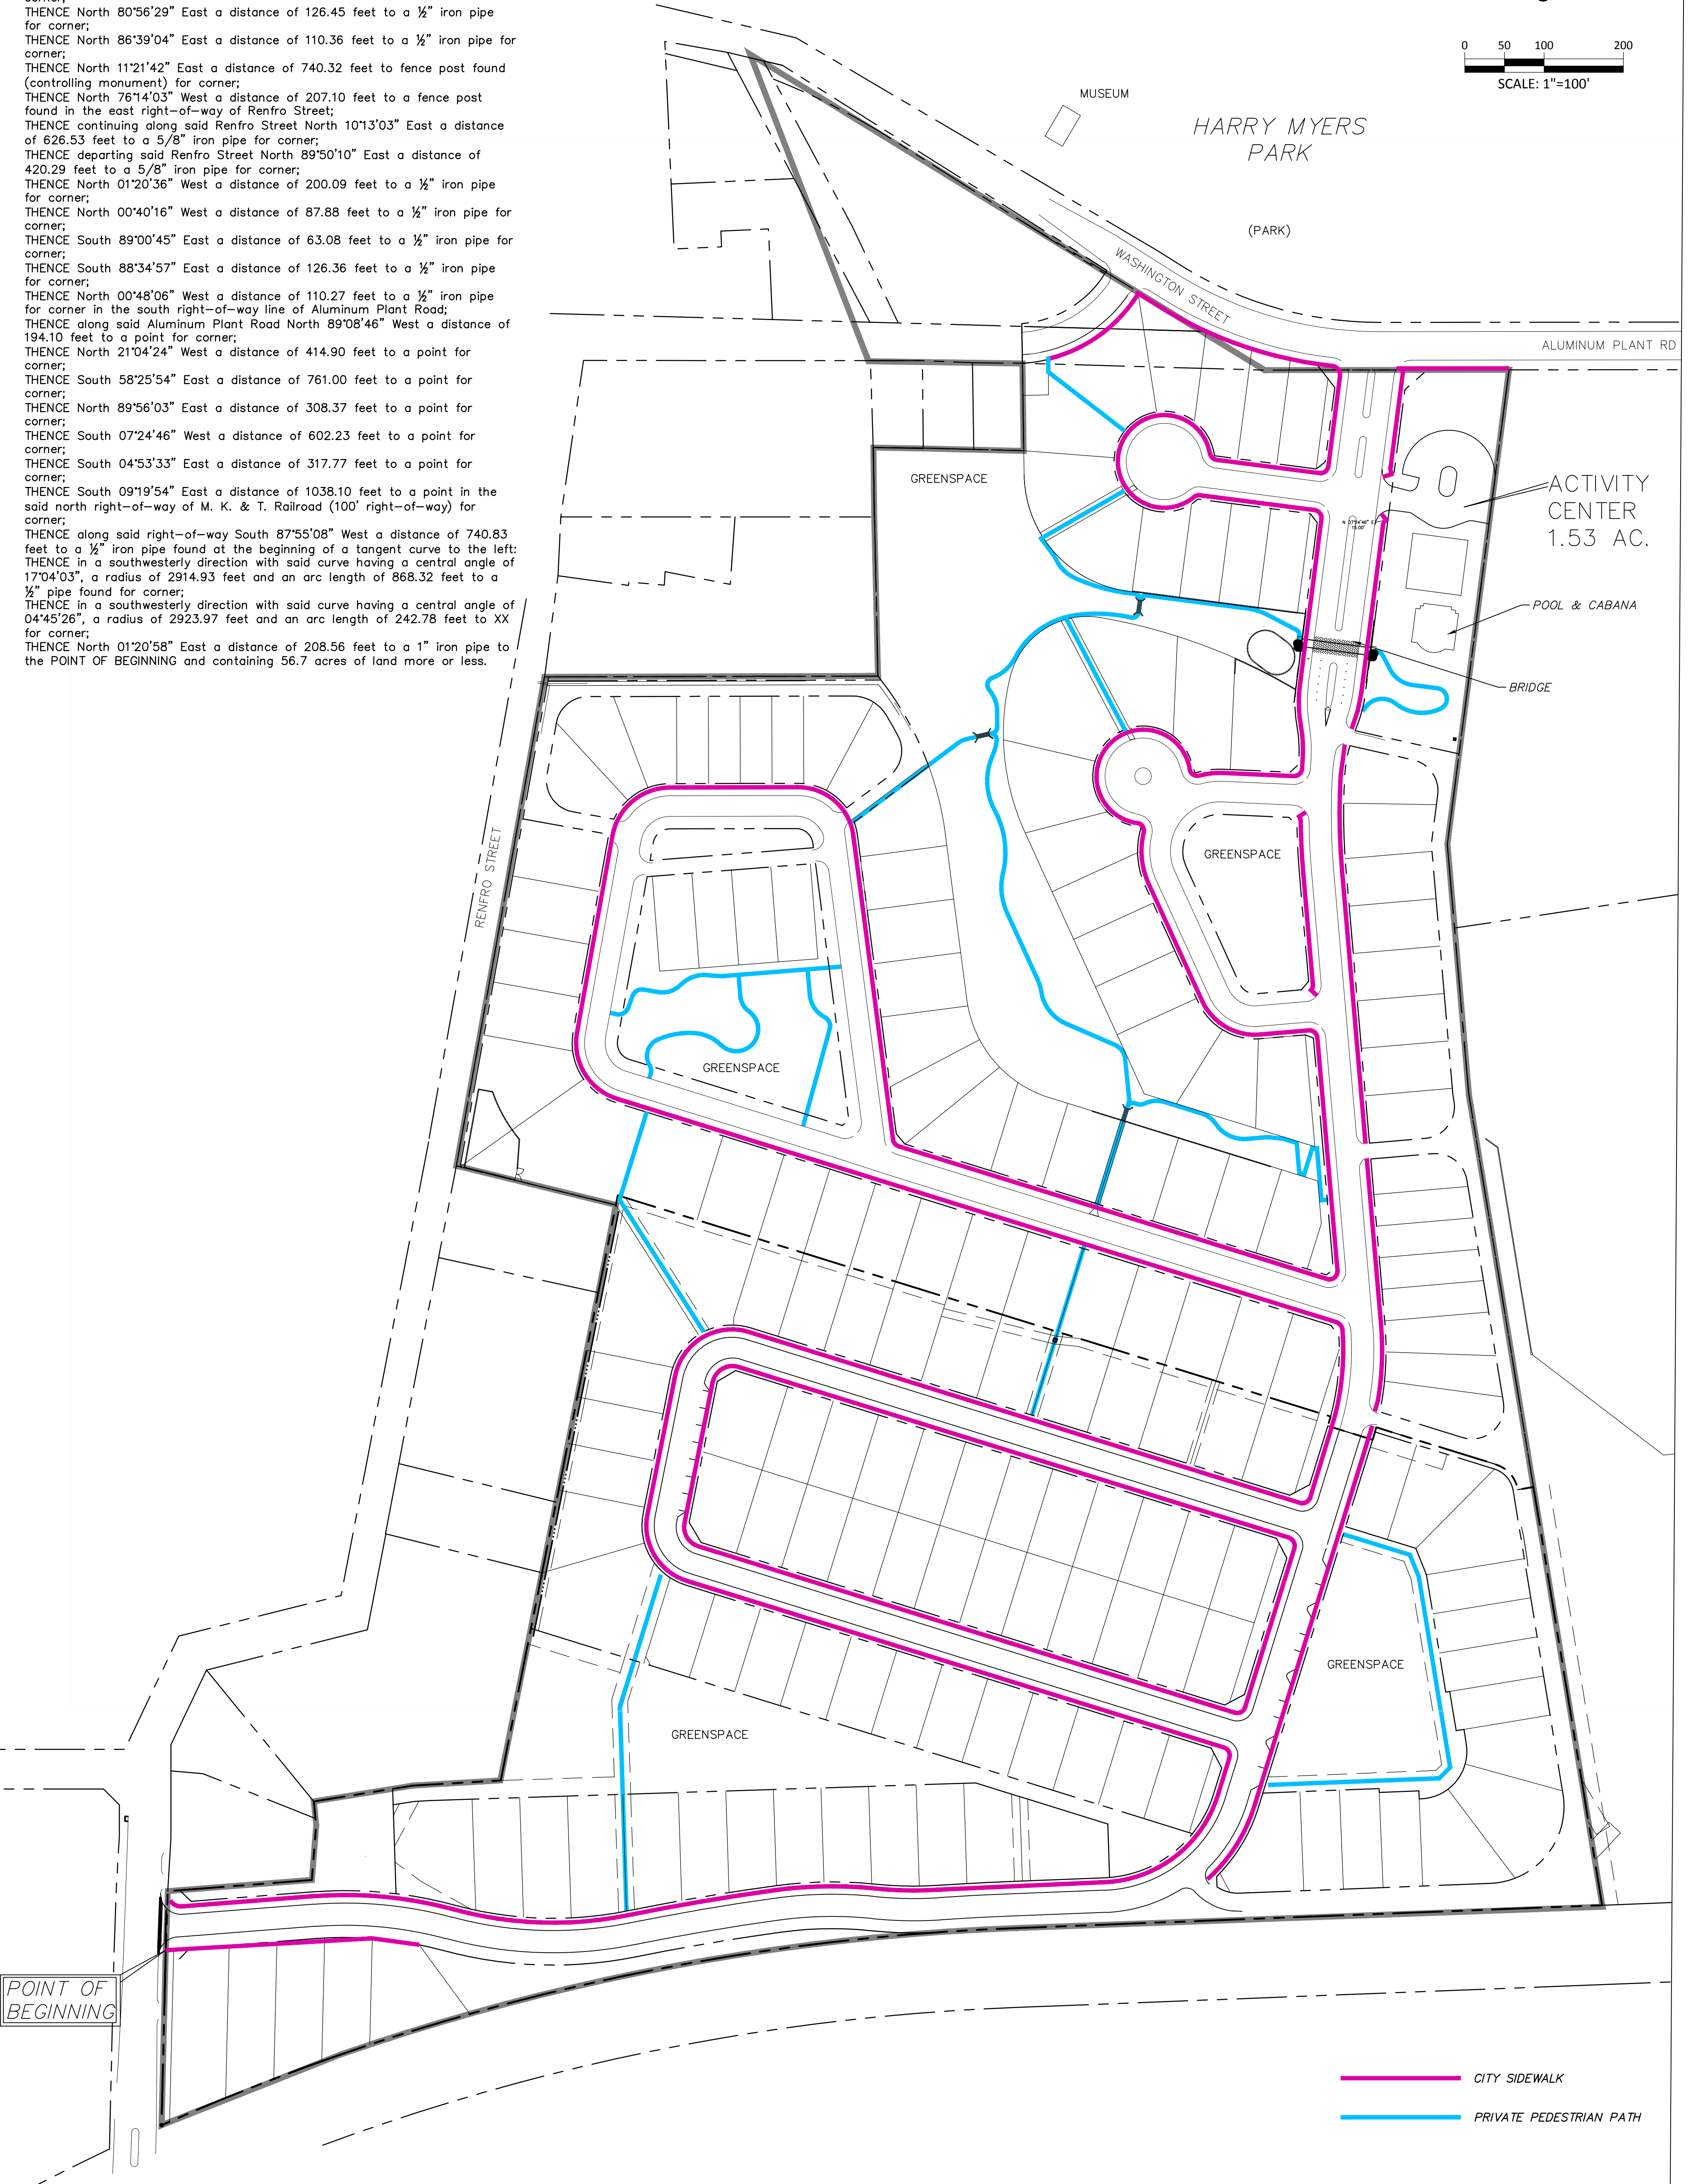 THENCE North 80°56'29" East a distance of 126.45 feet to a ½" iron pipe
for corner;
THENCE North 86°39'04" East a distance of 110.36 feet to a ½" iron pipe for
corner;
THENCE North 11°21'42" East a distance of 740.32 feet to fence post found
(controlling monument) for corner;
THENCE North 76°14'03" West a distance of 207.10 feet to a fence post
found in the east right-of-way of Renfro Street;
THENCE continuing along said Renfro Street North 10°13'03" East a distance
of 626.53 feet to a 5/8" iron pipe for corner;
THENCE departing said Renfro Street North 89°50'10" East a distance of
420.29 feet to a 5/8" iron pipe for corner;
THENCE North 01°20'36" West a distance of 200.09 feet to a ½" iron pipe
for corner;
THENCE North 00°40'16" West a distance of 87.88 feet to a ½" iron pipe for
corner;
THENCE South 89°00'45" East a distance of 63.08 feet to a ½" iron pipe for
corner;
THENCE South 88°34'57" East a distance of 126.36 feet to a ½" iron pipe
for corner;
THENCE North 00°48'06" West a distance of 110.27 feet to a ½" iron pipe
for corner in the south right-of-way line of Aluminum Plant Road;
THENCE along said Aluminum Plant Road North 89°08'46" West a distance of
194.10 feet to a point for corner;
THENCE North 21°04'24" West a distance of 414.90 feet to a point for
corner;
THENCE South 58°25'54" East a distance of 761.00 feet to a point for
corner;
THENCE North 89°56'03" East a distance of 308.37 feet to a point for
corner;
THENCE South 07°24'46" West a distance of 602.23 feet to a point for
corner;
THENCE South 04°53'33" East a distance of 317.77 feet to a point for
corner;
THENCE South 09°19'54" East a distance of 1038.10 feet to a point in the
said north right-of-way of M. K. & T. Railroad (100' right-of-way) for
corner;
THENCE along said right-of-way South 87°55'08" West a distance of 740.83
feet to a ½" iron pipe found at the beginning of a tangent curve to the left:
THENCE in a southwesterly direction with said curve having a central angle of
17°04'03", a radius of 2914.93 feet and an arc length of 868.32 feet to a
½" pipe found for corner;
THENCE in a southwesterly direction with said curve having a central angle of
04°45'26", a radius of 2923.97 feet and an arc length of 242.78 feet to XX
for corner;
THENCE North 01°20'58" East a distance of 208.56 feet to a 1" iron pipe to
the POINT OF BEGINNING and containing 56.7 acres of land more or less.
0 50 100 200
SCALE: 1"=100'
MUSEUM
HARRY MYERS
PARK
(PARK)
WASHINGTON STREET
ALUMINUM PLANT RD
GREENSPACE
ACTIVITY
CENTER
1.53 AC.
N 07°24'46" E
15.00'
POOL & CABANA
BRIDGE
RENFRO STREET
GREENSPACE
GREENSPACE
GREENSPACE
GREENSPACE
POINT OF
BEGINNING
CITY SIDEWALK
PRIVATE PEDESTRIAN PATH